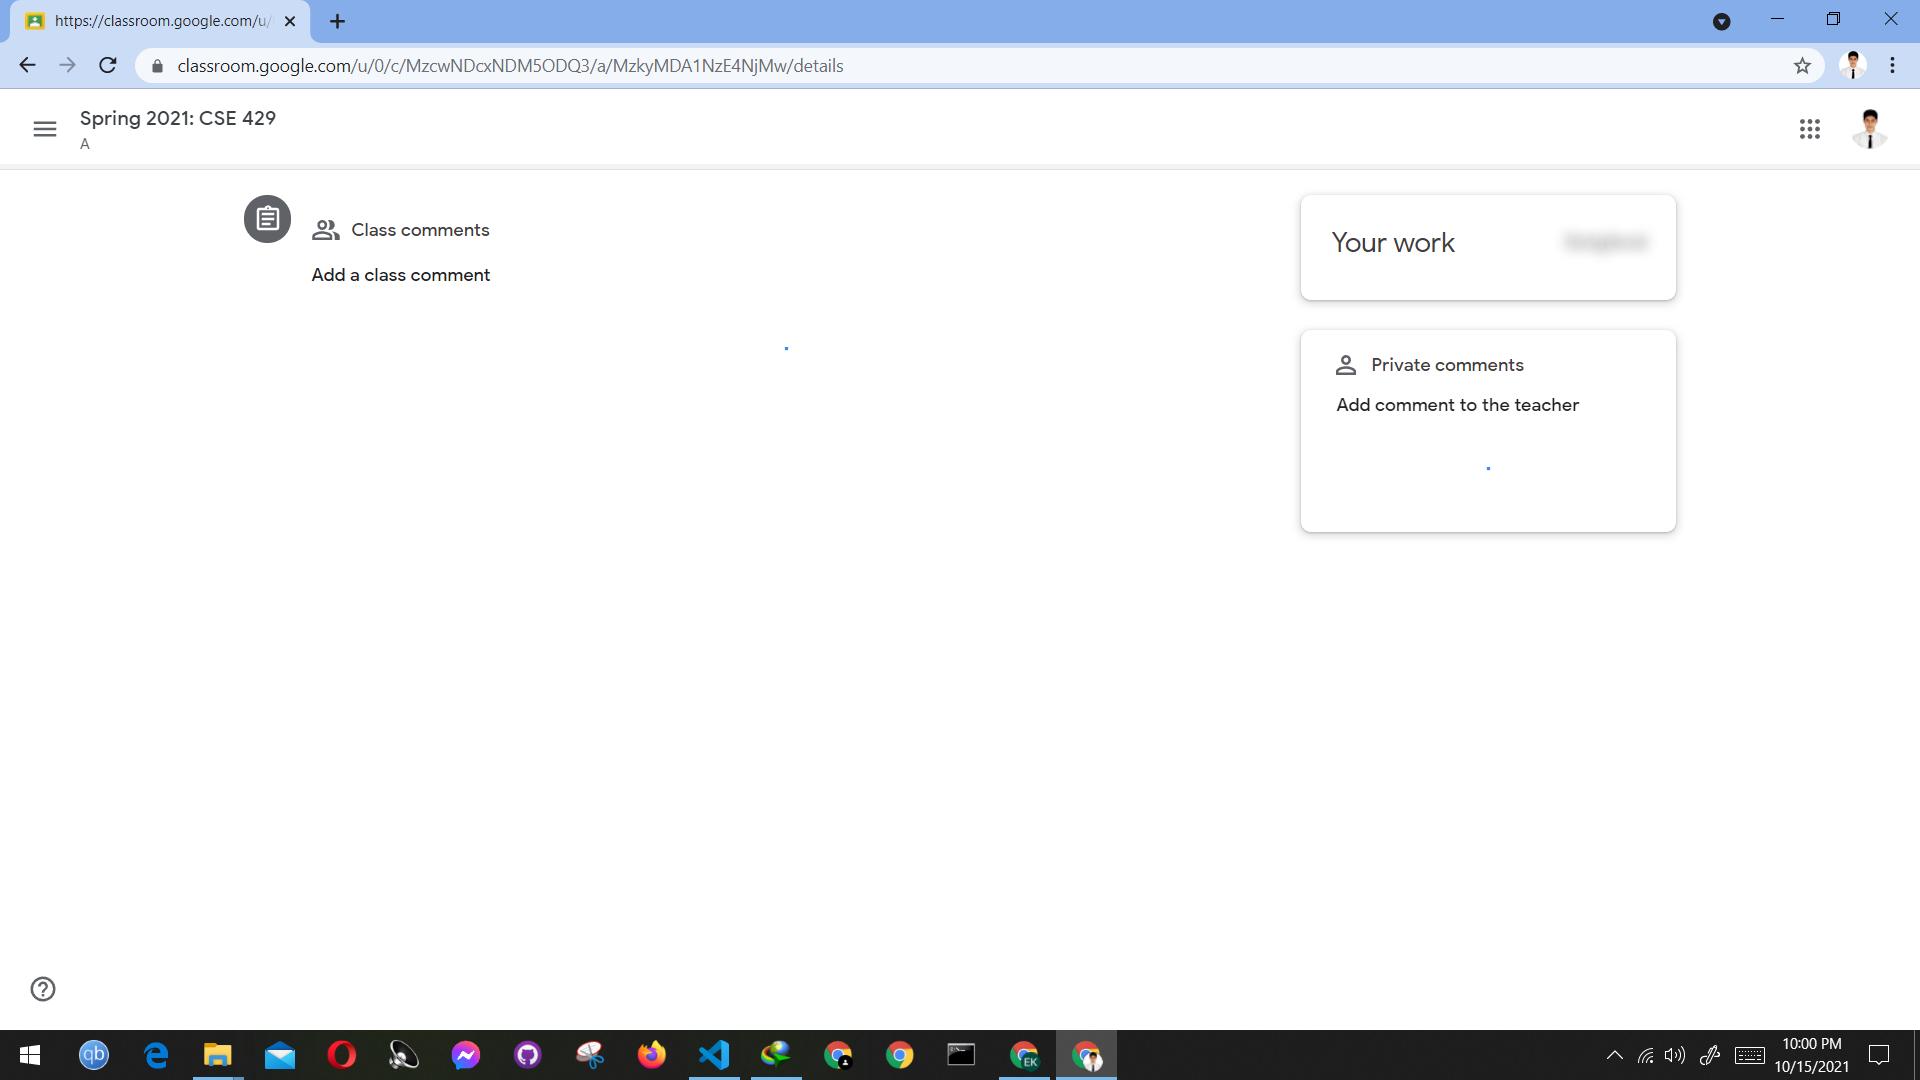 https://classroom.google.com/u/
classroom.google.com/u/0/c/MzcwNDcxNDM5ODQ3/a/MzkyMDA1NzE4NjMw/details
Spring 2021: CSE 429
A
Class comments
Add a class comment
Your work
Private comments
Add comment to the teacher
qb
EK
10:00 PM
10/15/2021